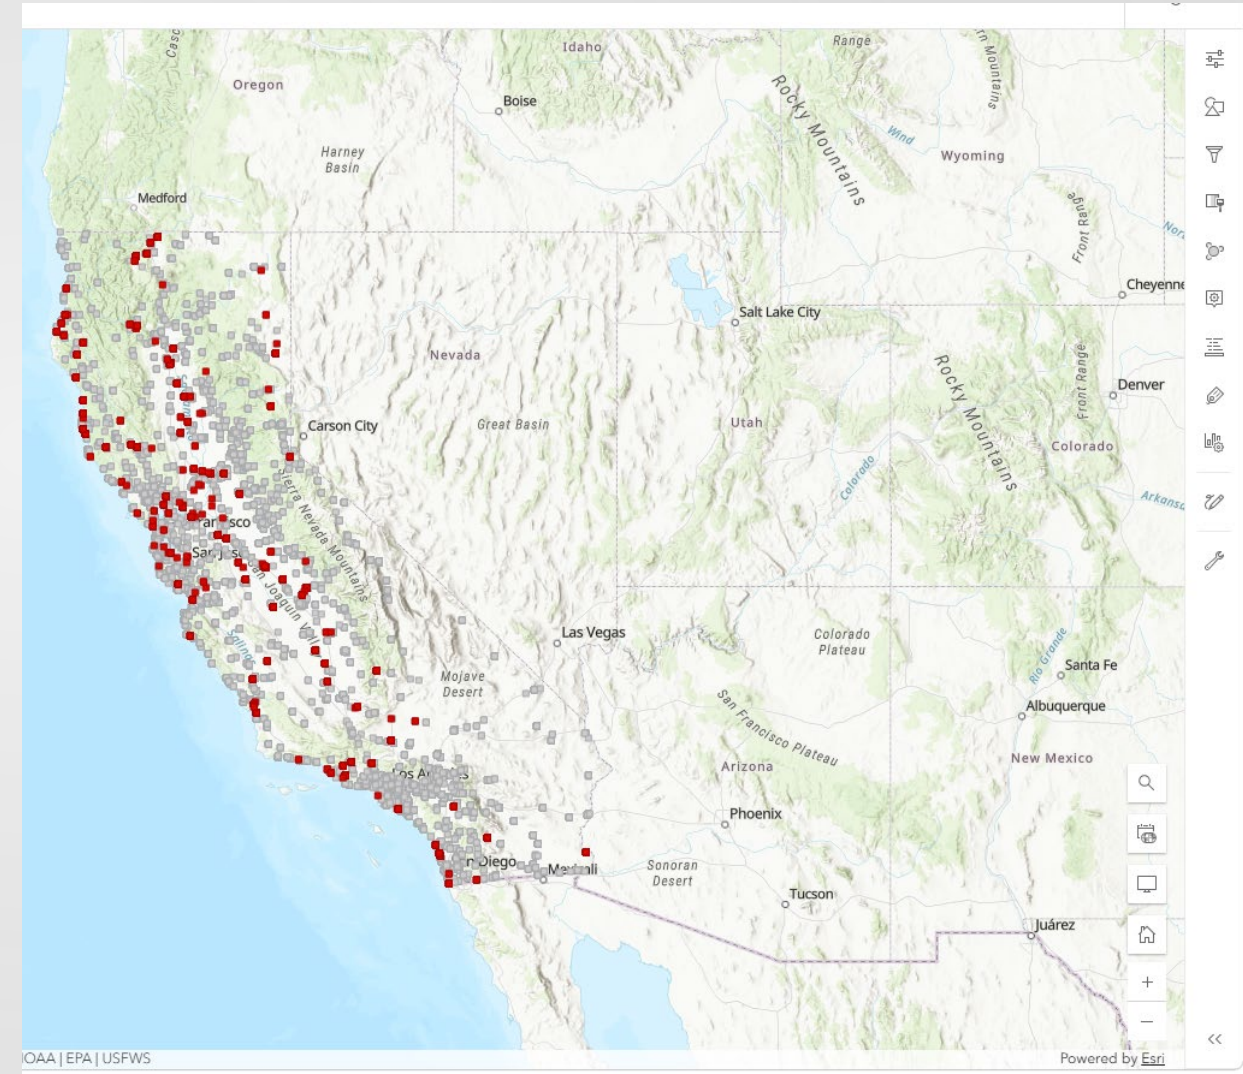 Idaho
Range
Oregon
Boise
Rocky Mountains
Wind
Wyoming
Harney
Basin
Medford
Front Range
Cheyenne
Salt Lake City
Nevada
Rocky Mountains
Front Range
Denver
Carson City
Great Basin
Utah
Colorado
Colorado
Sierra Nevada Mountains
Las Vegas
Colorado
Plateau
Rio Grande
Santa Fe
Mojave
Desert
San Francisco Plateau
Albuquerque
Arizona
New Mexico
Phoenix
Sonoran
Desert
Tucson
Juárez
IOAA | EPA | USFWS
Powered by Esri